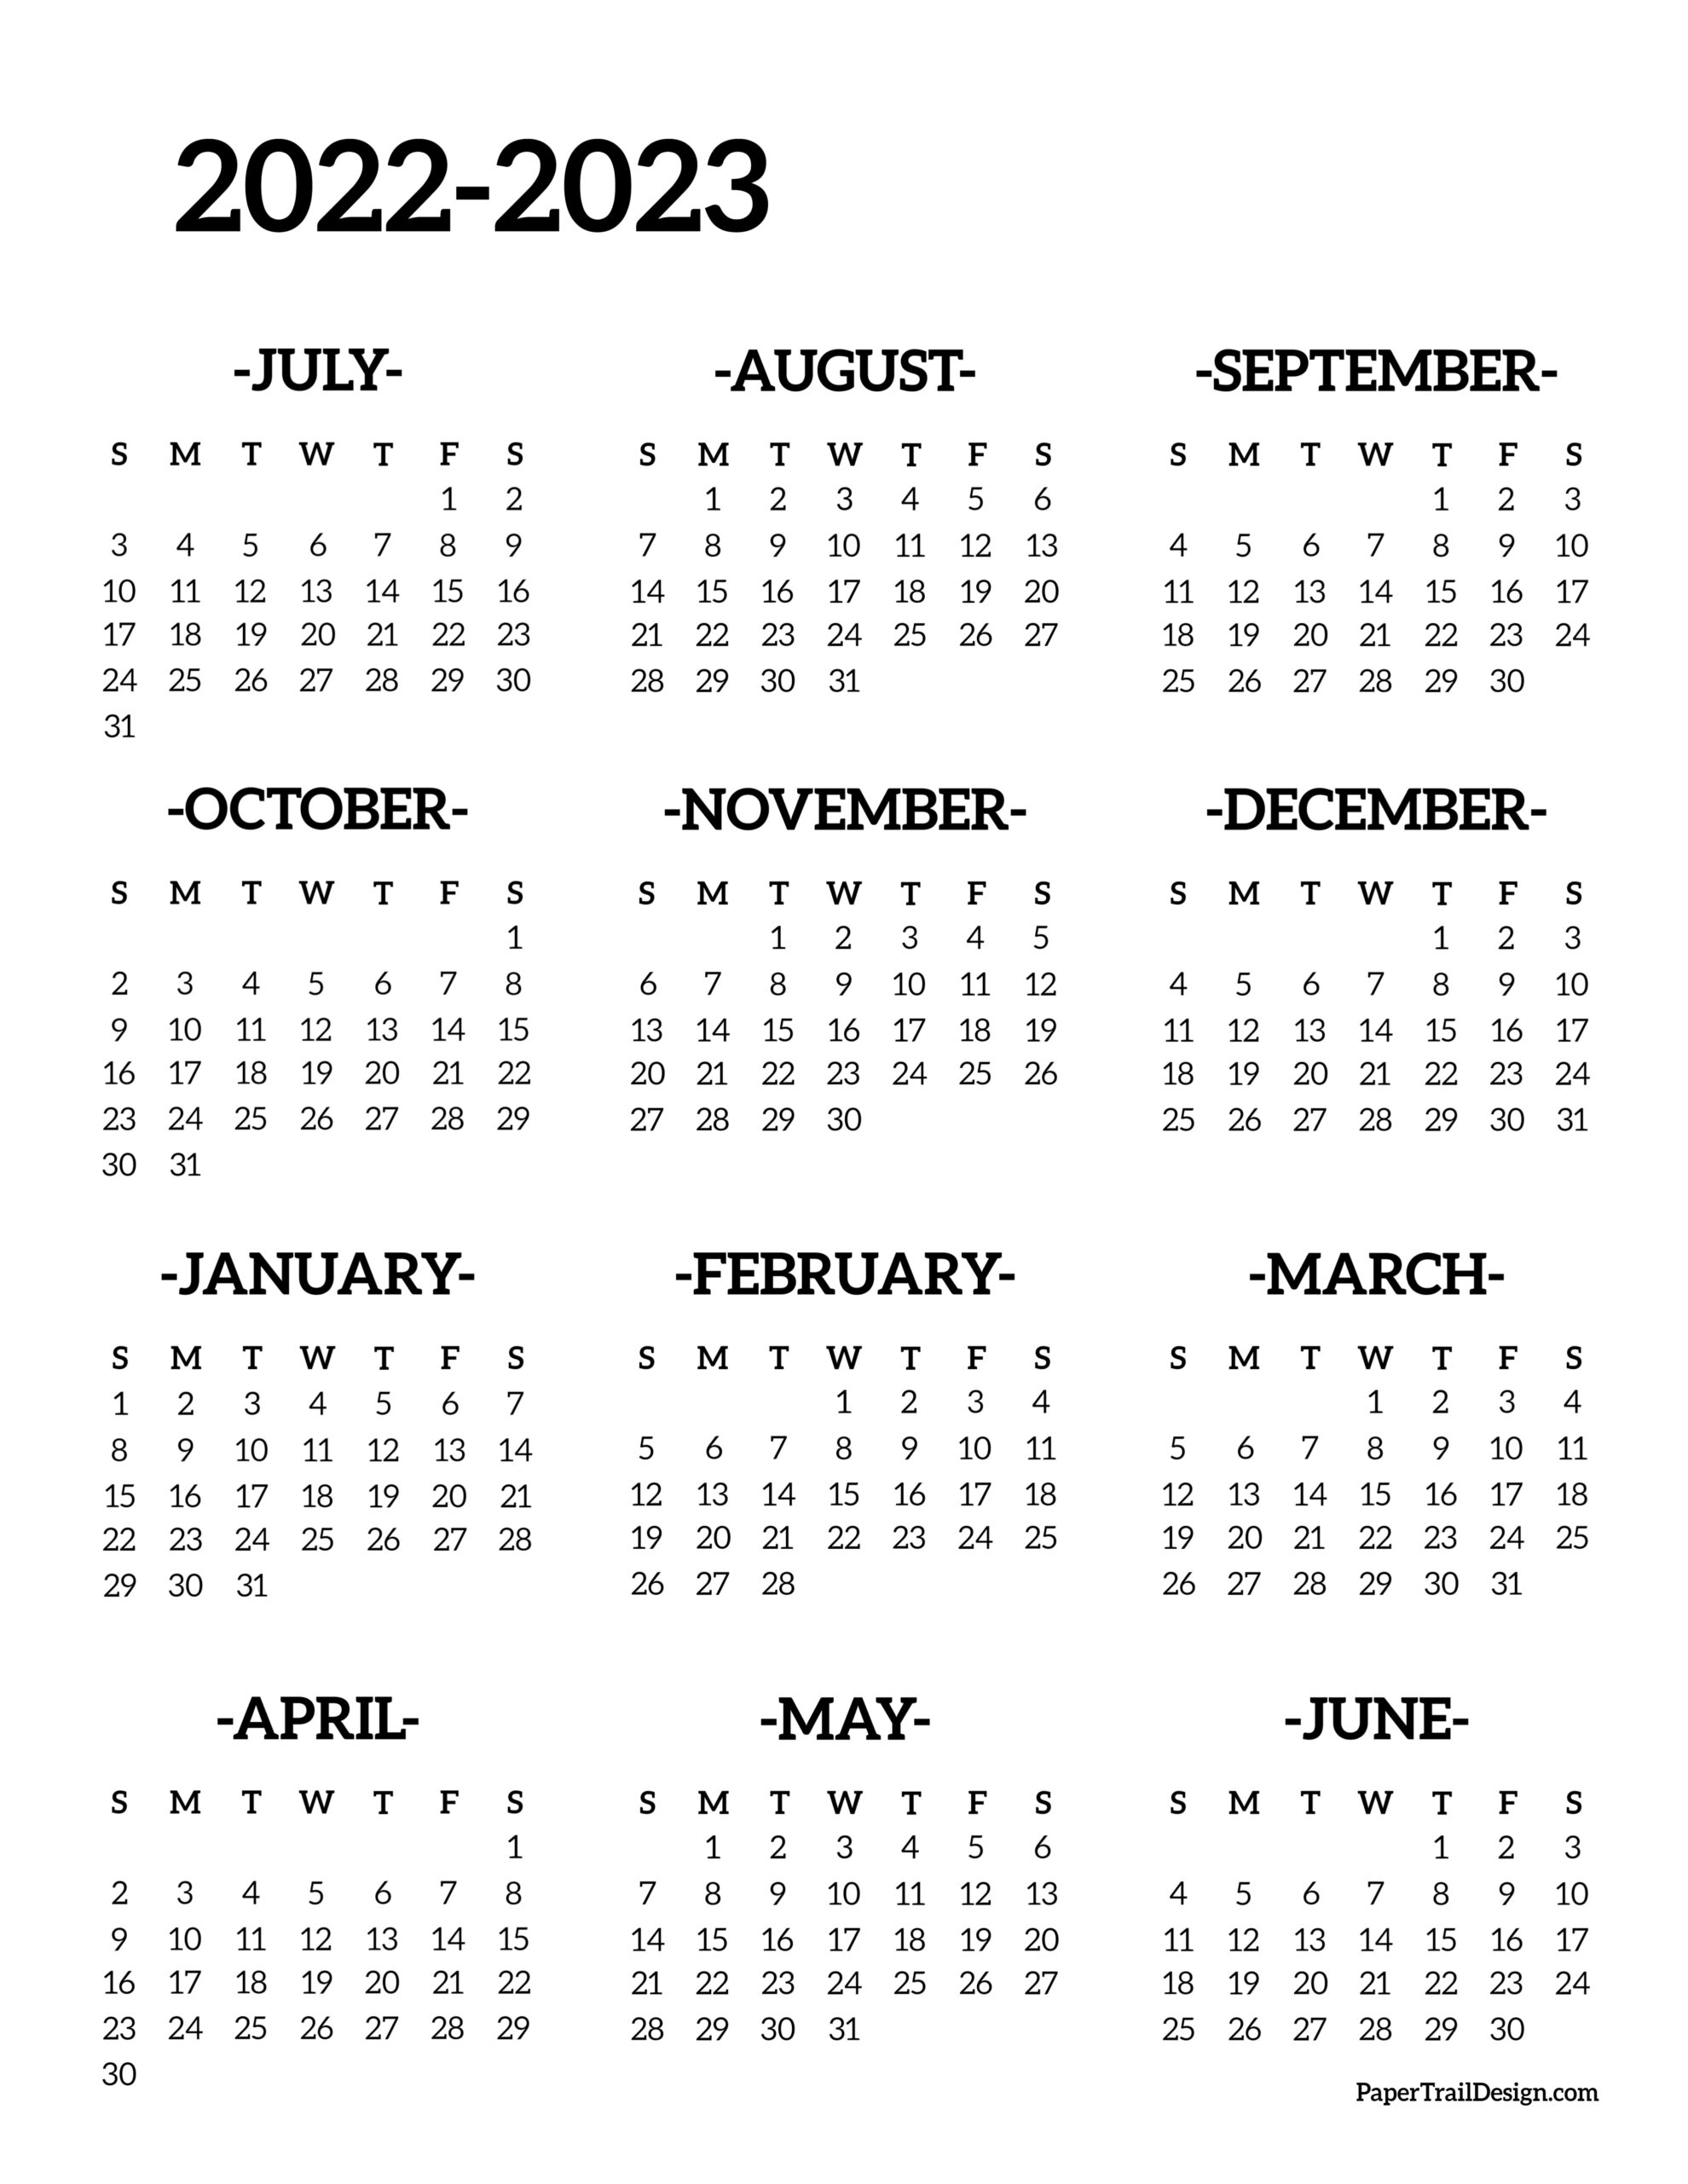 2022-2023
-JULY-
S M T W T F S
1 2
3 4 5 6 7 8 9
10 11 12 13 14 15 16
17 18 19 20 21 22 23
24 25 26 27 28 29 30
31
-AUGUST-
S M T W T F S
1 2 3 4 5 6
7 8 9 10 11 12 13
14 15 16 17 18 19 20
21 22 23 24 25 26 27
28 29 30 31
-SEPTEMBER-
S M T W T F S
1 2 3
4 5 6 7 8 9 10
11 12 13 14 15 16 17
18 19 20 21 22 23 24
25 26 27 28 29 30
-OCTOBER-
S M T W T F S
1
2 3 4 5 6 7 8
9 10 11 12 13 14 15
16 17 18 19 20 21 22
23 24 25 26 27 28 29
30 31
-NOVEMBER-
S M T W T F S
1 2 3 4 5
6 7 8 9 10 11 12
13 14 15 16 17 18 19
20 21 22 23 24 25 26
27 28 29 30
-DECEMBER-
S M T W T F S
1 2 3
4 5 6 7 8 9 10
11 12 13 14 15 16 17
18 19 20 21 22 23 24
25 26 27 28 29 30 31
-JANUARY-
S M T W T F S
1 2 3 4 5 6 7
8 9 10 11 12 13 14
15 16 17 18 19 20 21
22 23 24 25 26 27 28
29 30 31
-FEBRUARY-
S M T W T F S
1 2 3 4
5 6 7 8 9 10 11
12 13 14 15 16 17 18
19 20 21 22 23 24 25
26 27 28
-MARCH-
S M T W T F S
1 2 3 4
5 6 7 8 9 10 11
12 13 14 15 16 17 18
19 20 21 22 23 24 25
26 27 28 29 30 31
-APRIL-
S M T W T F S
1
2 3 4 5 6 7 8
9 10 11 12 13 14 15
16 17 18 19 20 21 22
23 24 25 26 27 28 29
30
-MAY-
S M T W T F S
1 2 3 4 5 6
7 8 9 10 11 12 13
14 15 16 17 18 19 20
21 22 23 24 25 26 27
28 29 30 31
-JUNE-
S M T W T F S
1 2 3
4 5 6 7 8 9 10
11 12 13 14 15 16 17
18 19 20 21 22 23 24
25 26 27 28 29 30
PaperTrailDesign.com